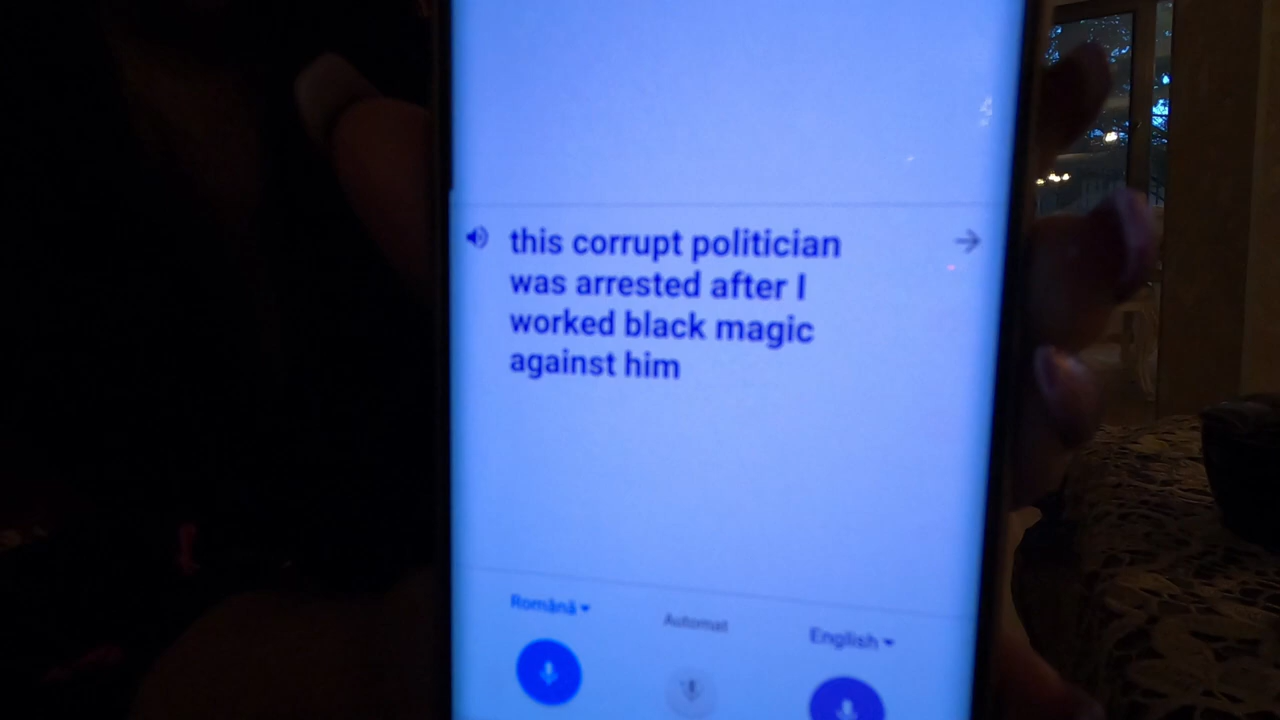 this corrupt politician
was arrested after I
worked black magic
against him
Română
Automat
English